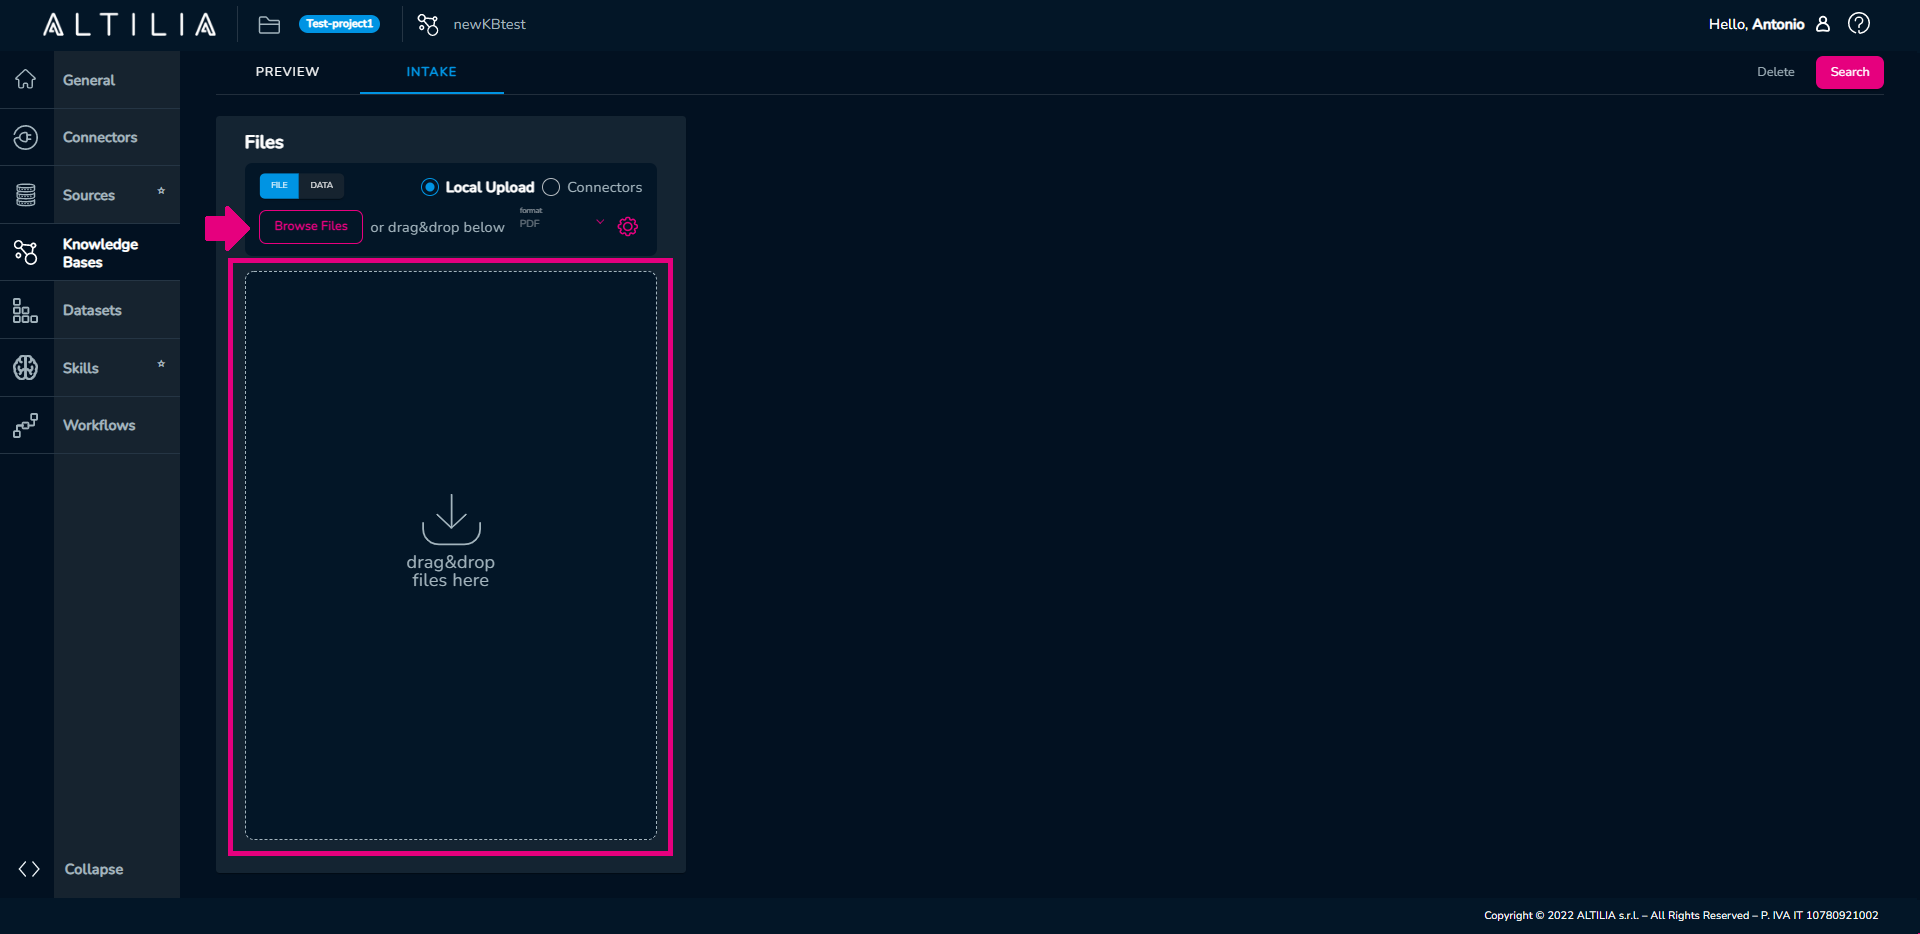 ALTILIA
Test-project1
newKBtest
Hello, Antonio
General
Connectors
Sources
Knowledge
Bases
Datasets
Skills
Workflows
Collapse
PREVIEW
INTAKE
Delete
Search
Files
FILE
DATA
Local Upload
Connectors
Browse Files
or drag&drop below
format
PDF
drag&drop
files here
Copyright © 2022 ALTILIA s.r.l. – All Rights Reserved – P. IVA IT 10780921002